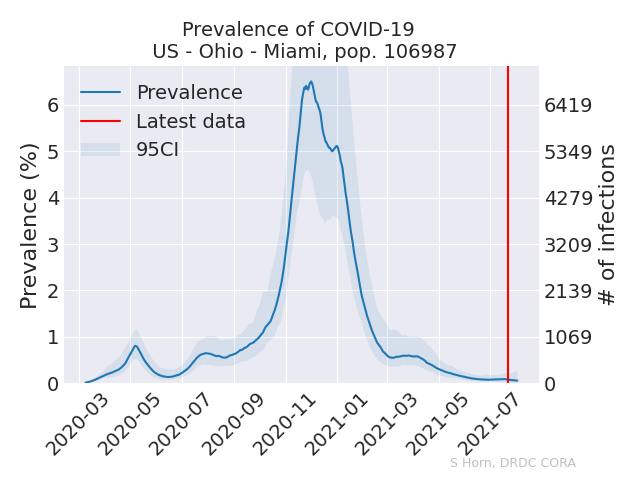 Prevalence of COVID-19
US - Ohio - Miami, pop. 106987
Prevalence
Latest data
95CI
Prevalence (%)
6
5
4
3
2
1
0
6419
5349
4279
3209
2139
1069
0
# of infections
2020-03
2020-05
2020-07
2020-09
2020-11
2021-01
2021-03
2021-05
2021-07
S Horn, DRDC CORA